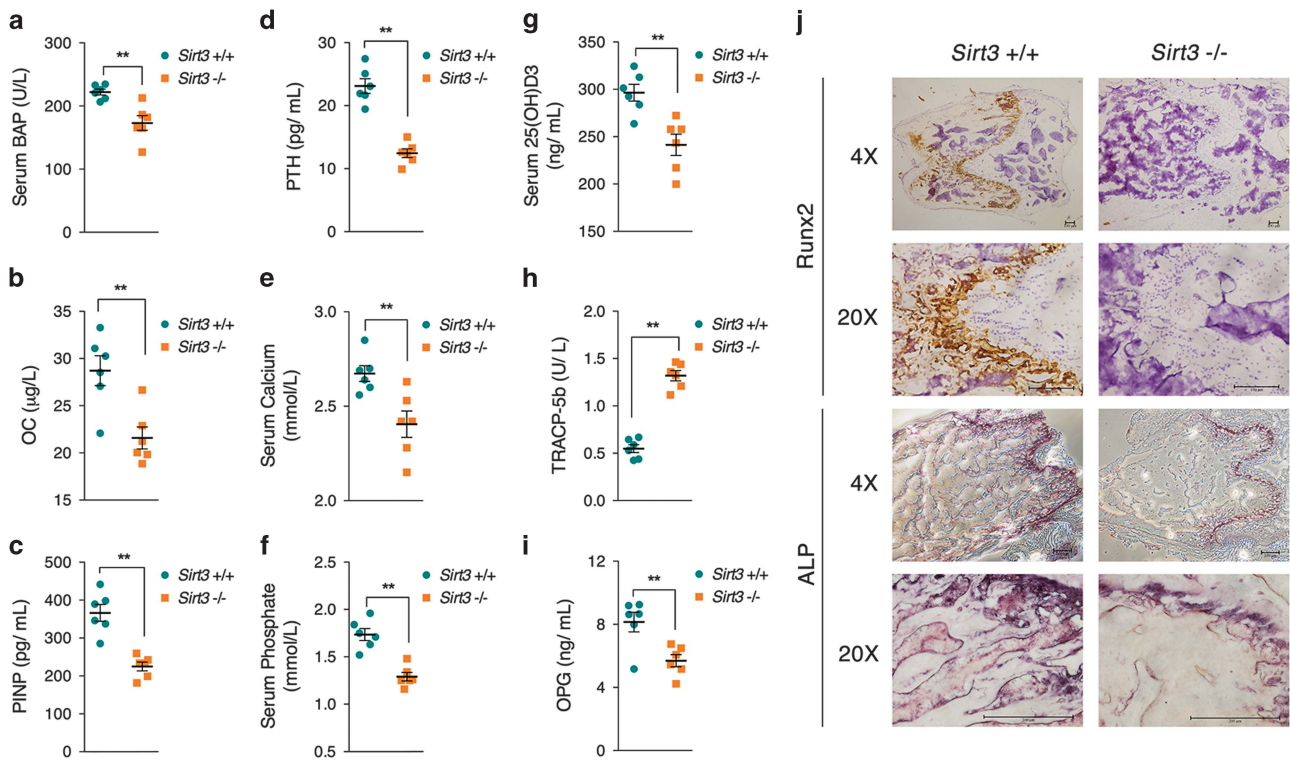 a
Serum BAP (U/L)
300
200
100
0
**
Sirt3 +/+
Sirt3 -/-
b
OC (µg/L)
35
30
25
20
15
**
Sirt3 +/+
Sirt3 -/-
c
PINP (pg/ mL)
500
400
300
200
100
0
**
Sirt3 +/+
Sirt3 -/-
d
PTH (pg/ mL)
30
20
10
0
**
Sirt3 +/+
Sirt3 -/-
e
Serum Calcium
(mmol/L)
3.0
2.5
2.0
**
Sirt3 +/+
Sirt3 -/-
f
Serum Phosphate
(mmol/L)
2.5
2.0
1.5
1.0
0.5
**
Sirt3 +/+
Sirt3 -/-
g
Serum 25(OH)D3
(ng/ mL)
350
300
250
200
150
**
Sirt3 +/+
Sirt3 -/-
h
TRACP-5b (U/ L)
2.0
1.5
1.0
0.5
0.0
**
Sirt3 +/+
Sirt3 -/-
i
OPG (ng/ mL)
12
8
4
0
**
Sirt3 +/+
Sirt3 -/-
j
Sirt3 +/+
Sirt3 -/-
Runx2
4X
20X
ALP
4X
20X